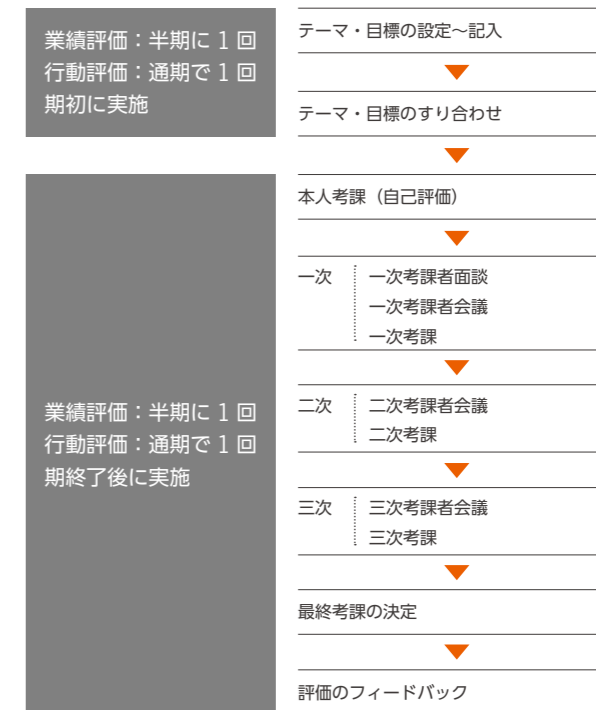 業績評価：半期に 1 回
行動評価：通期で 1 回
期初に実施
テーマ・目標の設定～記入
テーマ・目標のすり合わせ
業績評価：半期に 1 回
行動評価：通期で 1 回
期終了後に実施
本人考課（自己評価）
一次 一次考課者面談
一次考課者会議
一次考課
二次 二次考課者会議
二次考課
三次 三次考課者会議
三次考課
最終考課の決定
評価のフィードバック